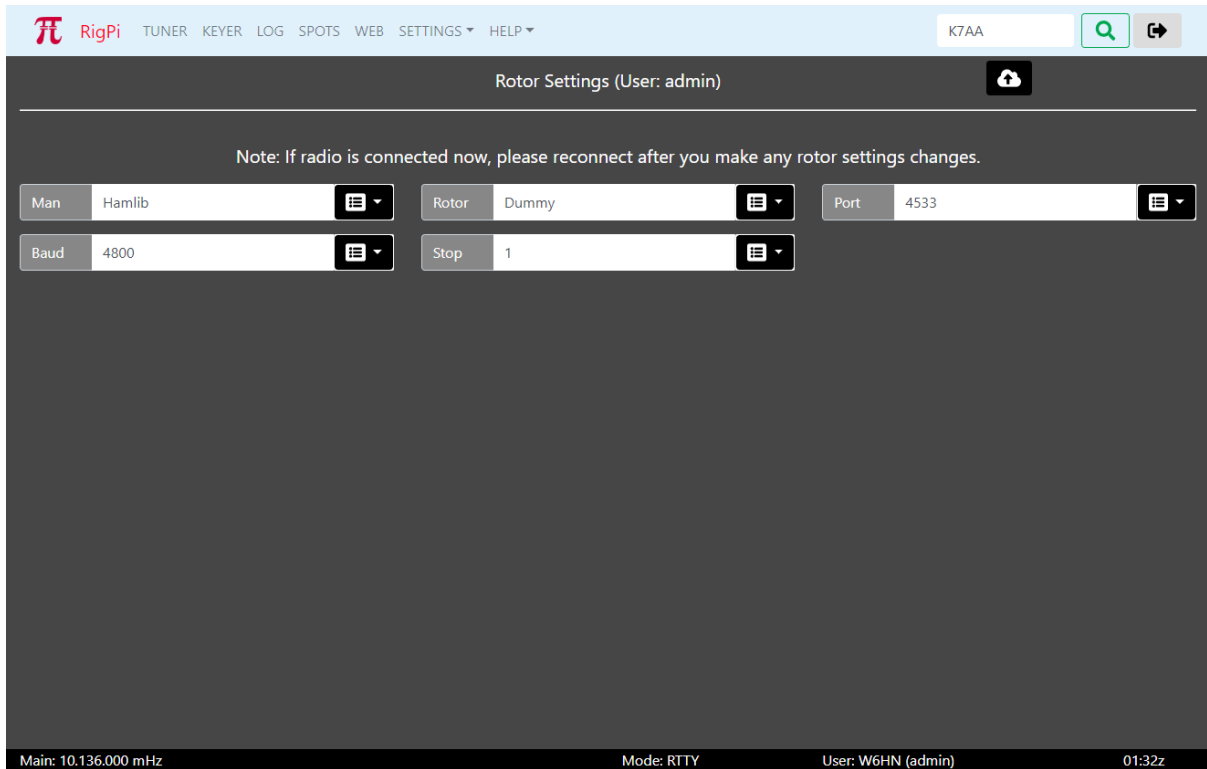 RigPi TUNER KEYER LOG SPOTS WEB SETTINGS HELP K7AA
Rotor Settings (User: admin)
Note: If radio is connected now, please reconnect after you make any rotor settings changes.
Man Hamlib Rotor Dummy Port 4533
Baud 4800 Stop 1
Main: 10.136.000 mHz Mode: RTTY User: W6HN (admin) 01:32z